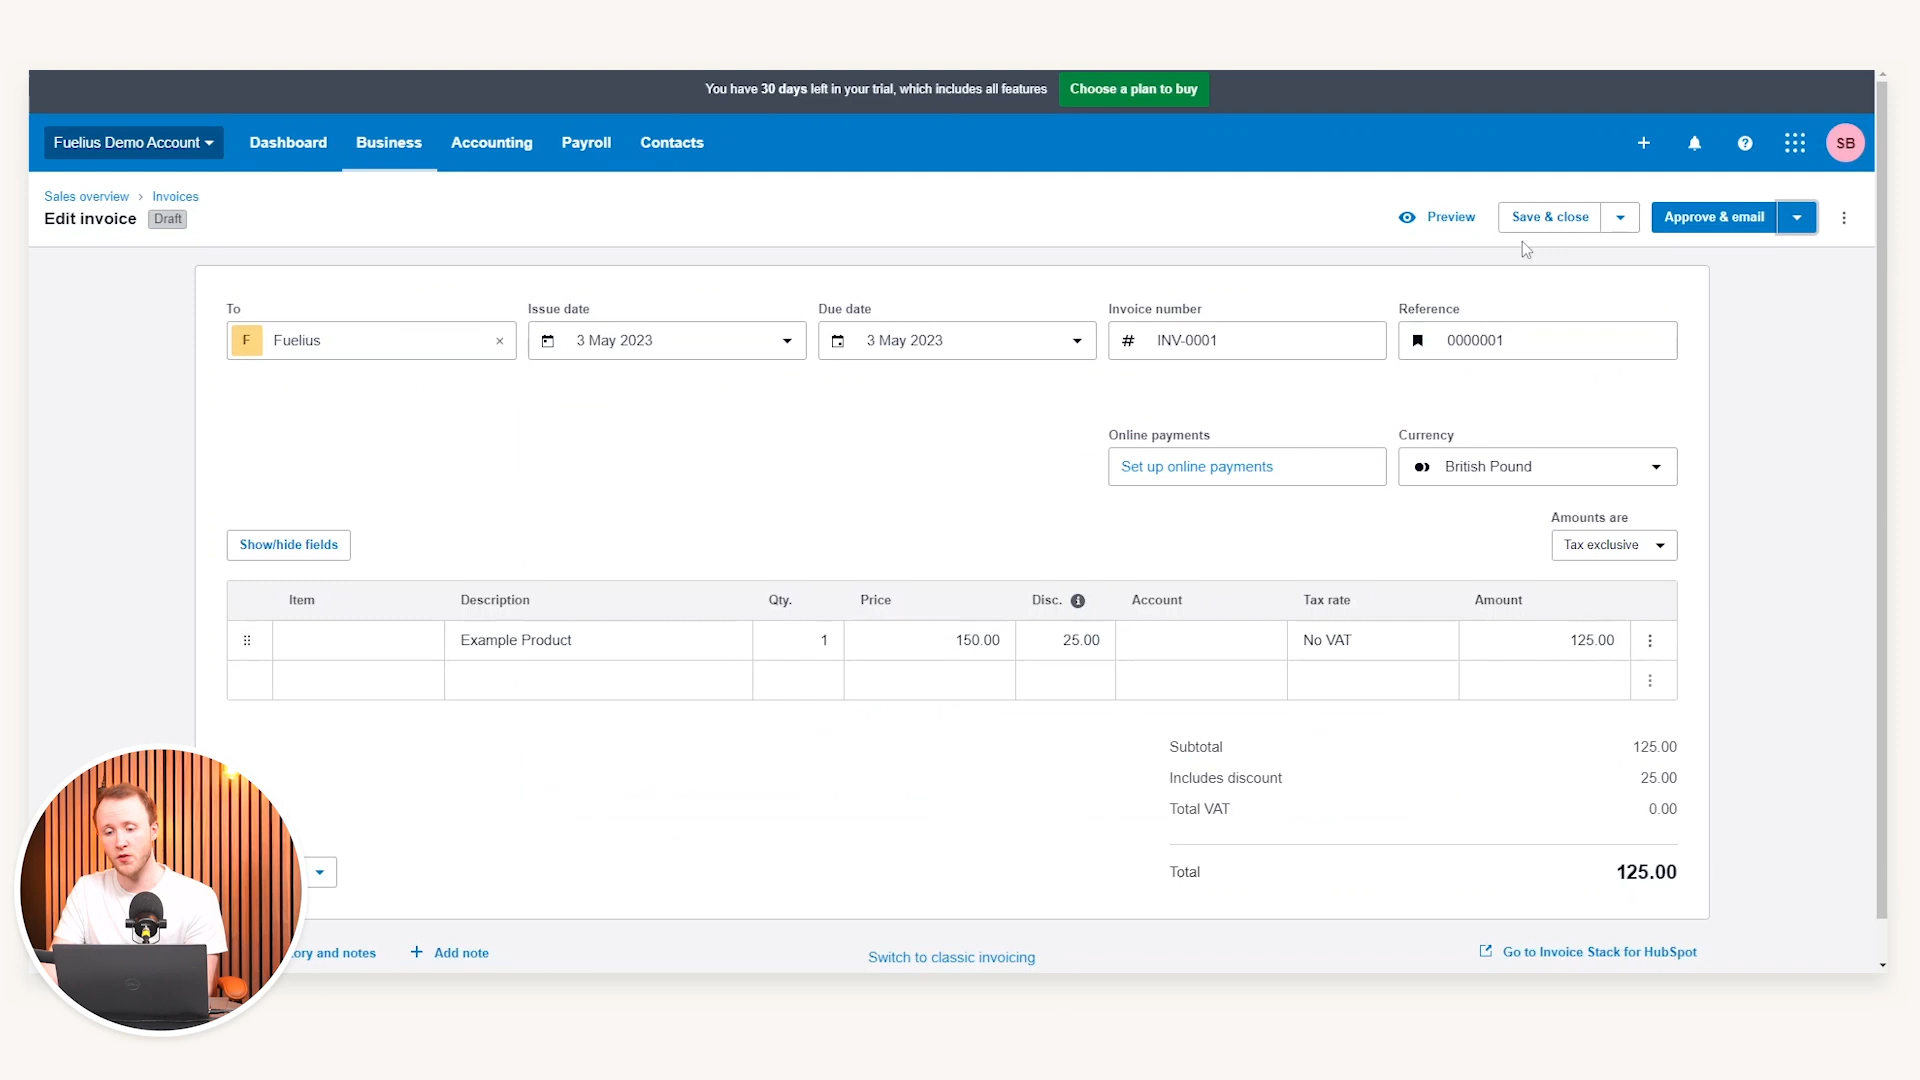 You have 30 days left in your trial, which includes all features Choose a plan to buy
Fuelius Demo Account Dashboard Business Accounting Payroll Contacts SB
Sales overview › Invoices
Edit invoice Draft Preview Save & close Approve & email
To Issue date Due date Invoice number Reference
F Fuelius × 3 May 2023 3 May 2023 # INV-0001 0000001
Online payments Currency
Set up online payments British Pound
Amounts are
Show/hide fields Tax exclusive
Item Description Qty. Price Disc. Account Tax rate Amount
Example Product 1 150.00 25.00 No VAT 125.00
Subtotal 125.00
Includes discount 25.00
Total VAT 0.00
Total 125.00
ory and notes + Add note Switch to classic invoicing Go to Invoice Stack for HubSpot